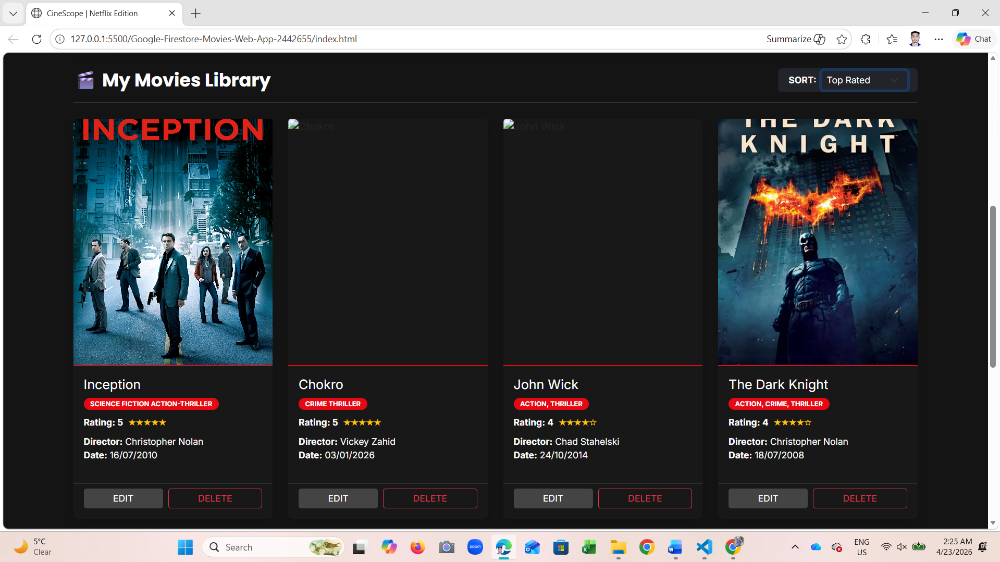 CineScope | Netflix Edition
127.0.0.1:5500/Google-Firestore-Movies-Web-App-2442655/index.html
Summarize
Chat
My Movies Library
SORT: Top Rated
INCEPTION
Chokro
John Wick
THE DARK
KNIGHT
Inception
SCIENCE FICTION ACTION-THRILLER
Rating: 5 ★★★★★
Director: Christopher Nolan
Date: 16/07/2010
EDIT
DELETE
Chokro
CRIME THRILLER
Rating: 5 ★★★★★
Director: Vickey Zahid
Date: 03/01/2026
EDIT
DELETE
John Wick
ACTION, THRILLER
Rating: 4 ★★★★☆
Director: Chad Stahelski
Date: 24/10/2014
EDIT
DELETE
The Dark Knight
ACTION, CRIME, THRILLER
Rating: 4 ★★★★☆
Director: Christopher Nolan
Date: 18/07/2008
EDIT
DELETE
5°C
Clear
Search
zoom
ENG
US
2:25 AM
4/23/2026